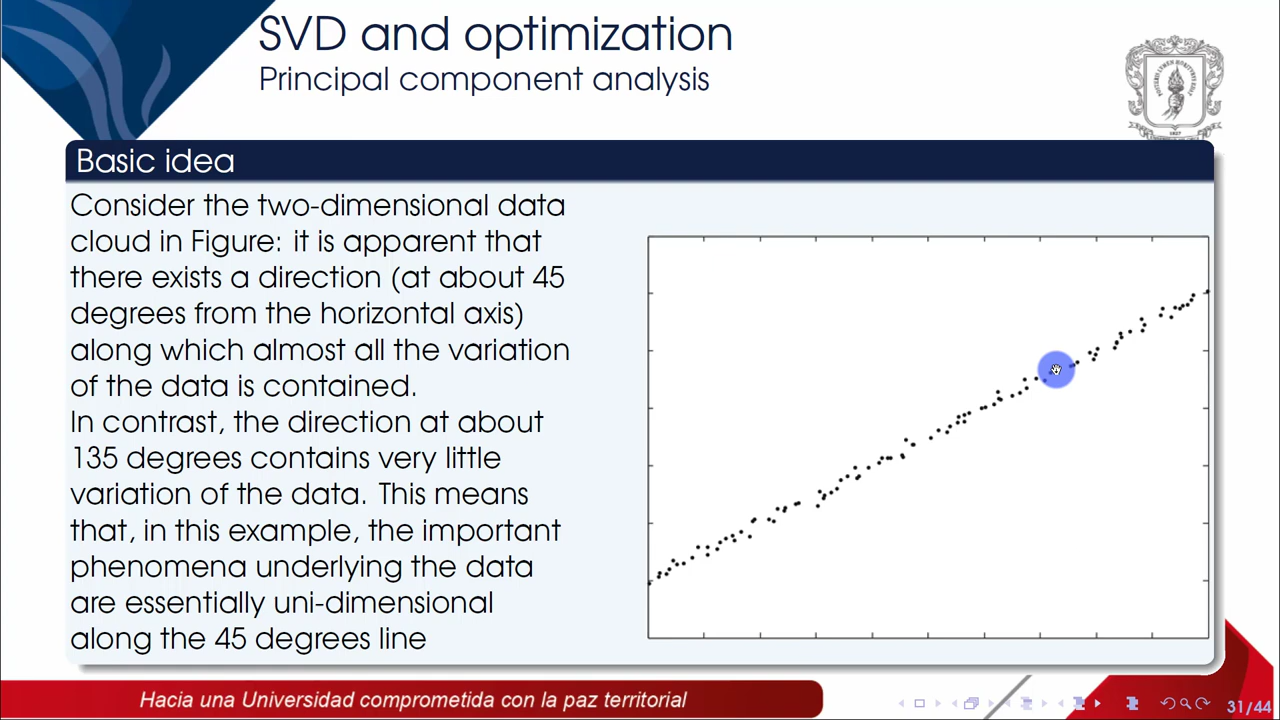 SVD and optimization
Principal component analysis
Basic idea
Consider the two-dimensional data
cloud in Figure: it is apparent that
there exists a direction (at about 45
degrees from the horizontal axis)
along which almost all the variation
of the data is contained.
In contrast, the direction at about
135 degrees contains very little
variation of the data. This means
that, in this example, the important
phenomena underlying the data
are essentially uni-dimensional
along the 45 degrees line
Hacia una Universidad comprometida con la paz territorial
31/44